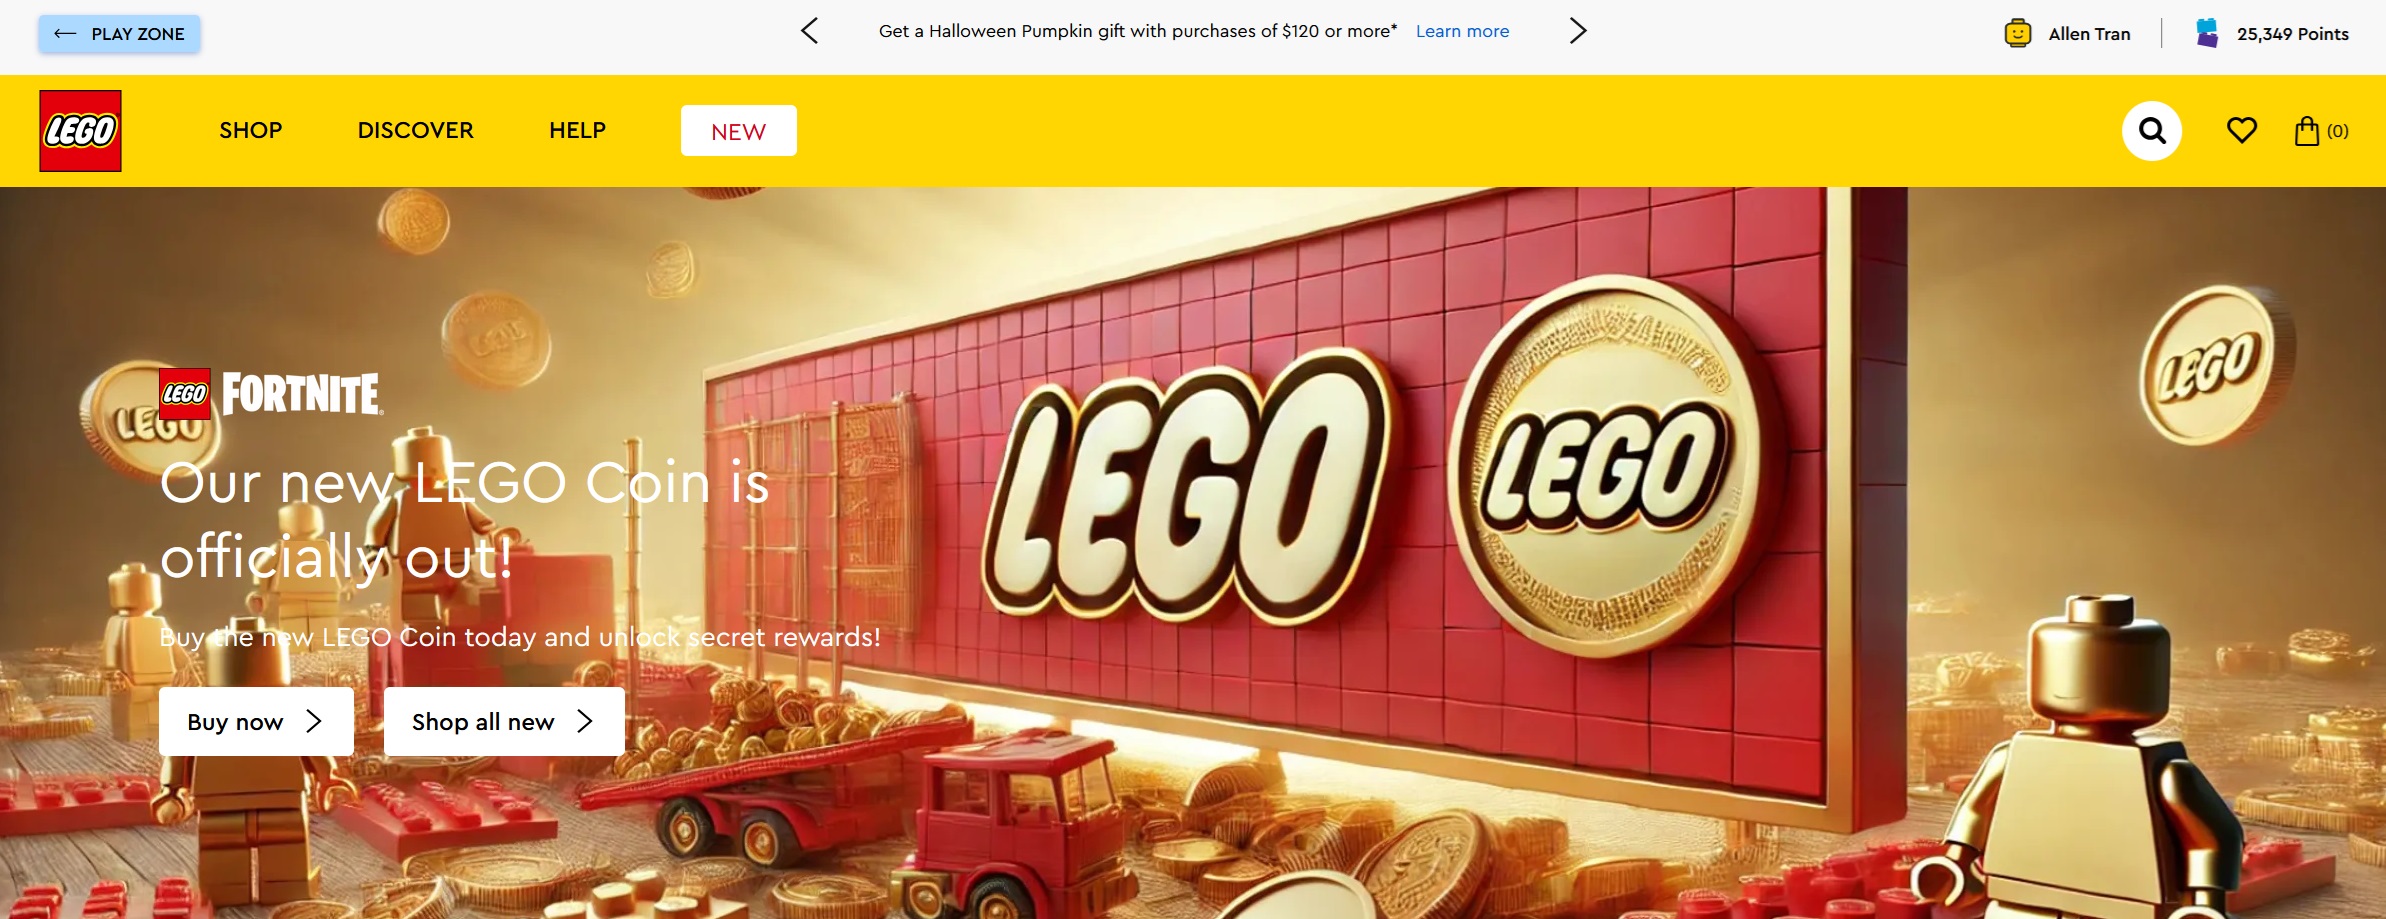 PLAY ZONE
Get a Halloween Pumpkin gift with purchases of $120 or more* Learn more
Allen Tran
25,349 Points
LEGO
SHOP
DISCOVER
HELP
NEW
(0)
LEGO
LEGO
LEGO
LEGO
LEGO FORTNITE
Our new LEGO Coin is
officially out!
Buy the new LEGO Coin today and unlock secret rewards!
Buy now
Shop all new